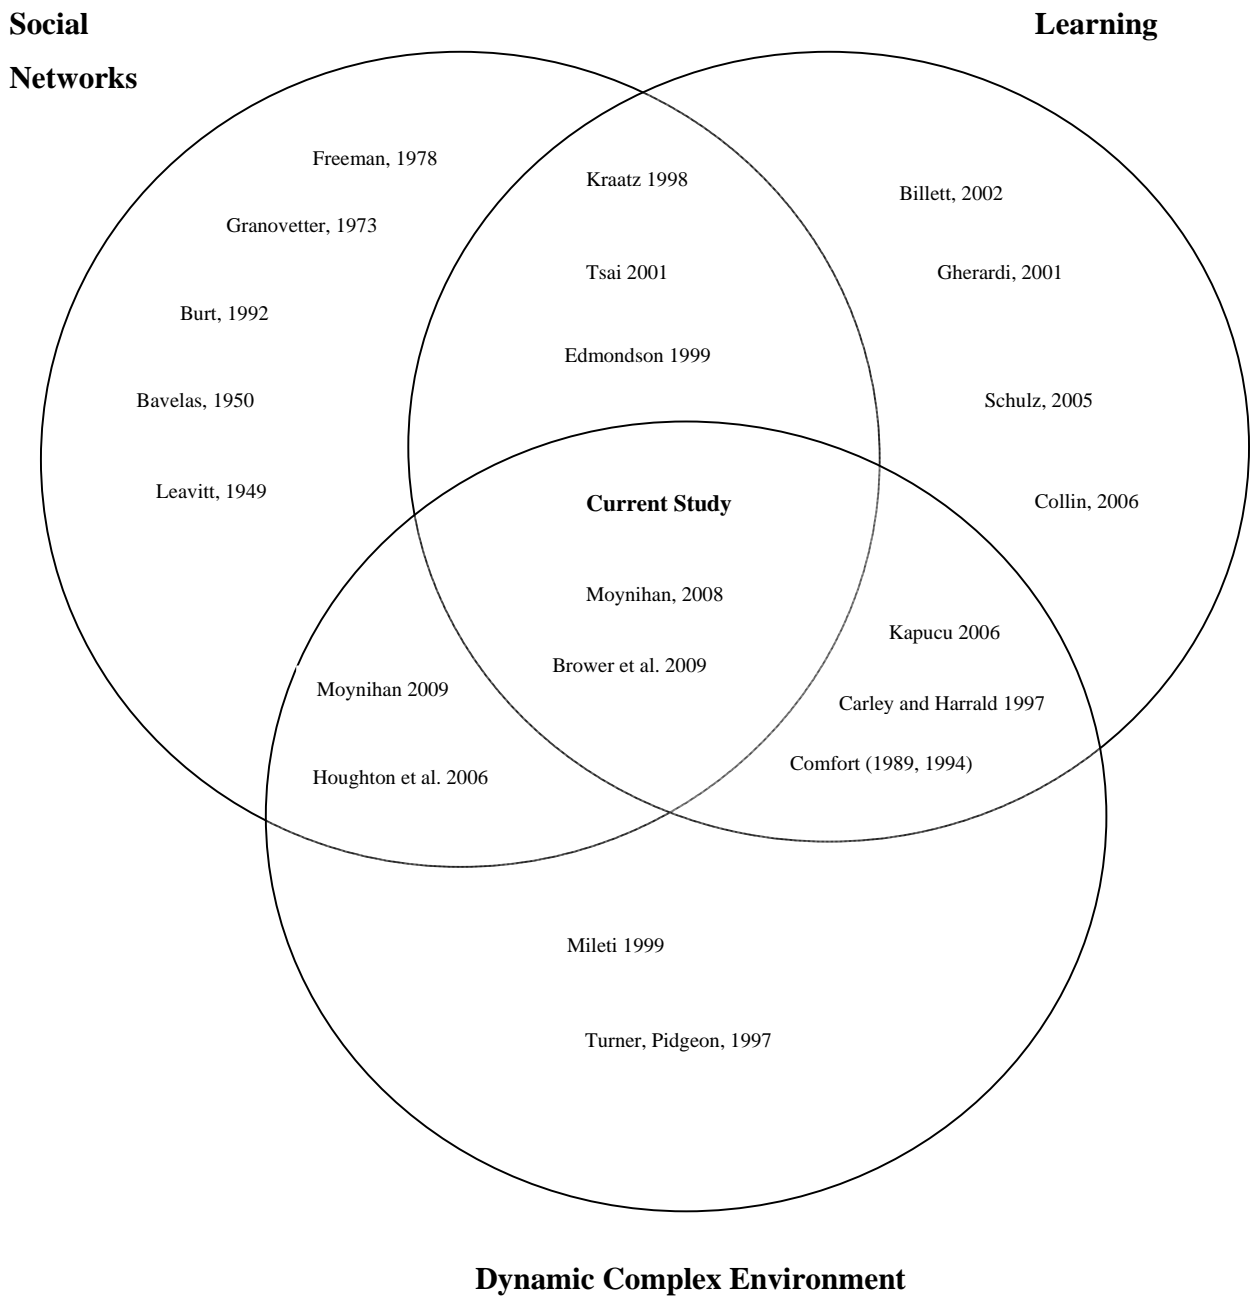 Social
Networks
Learning
Freeman, 1978
Granovetter, 1973
Burt, 1992
Bavelas, 1950
Leavitt, 1949
Kraatz 1998
Tsai 2001
Edmondson 1999
Billett, 2002
Gherardi, 2001
Schulz, 2005
Collin, 2006
Current Study
Moynihan, 2008
Brower et al. 2009
Moynihan 2009
Houghton et al. 2006
Kapucu 2006
Carley and Harrald 1997
Comfort (1989, 1994)
Mileti 1999
Turner, Pidgeon, 1997
Dynamic Complex Environment